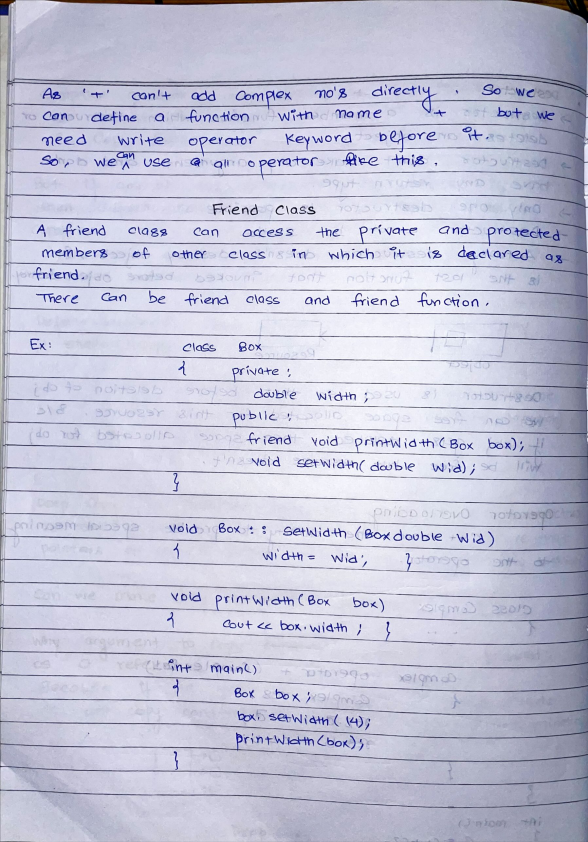 As '+' can't add complex no's directly. So we
can define a function with name + but we
need write operator keyword before it.
So, we can use all operator like this.
Friend Class
A friend class can access the private and protected
members of other class in which it is declared as
friend.
There can be friend class and friend function.
Ex: class Box
{ private :
double width ;
public :
friend void printWidth (Box box);
void setWidth( double wid);
}
void Box : : setWidth (Box double wid)
{ width = wid; }
void printWidth (Box box)
{ cout << box.width ; }
int main()
{ Box box ;
box. setWidth ( 14);
printWidth (box);
}